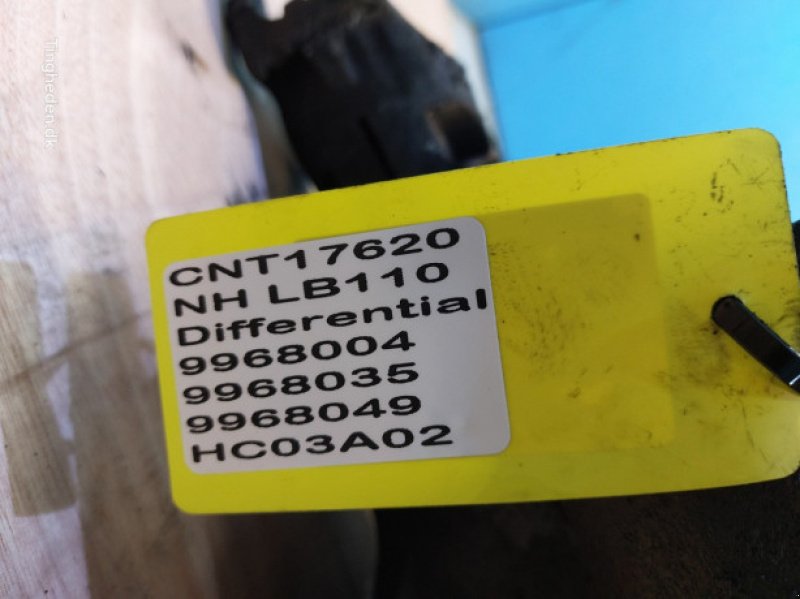 Tingheden.dk
CNT17620
NH LB110
Differential
9968004
9968035
9968049
HC03A02